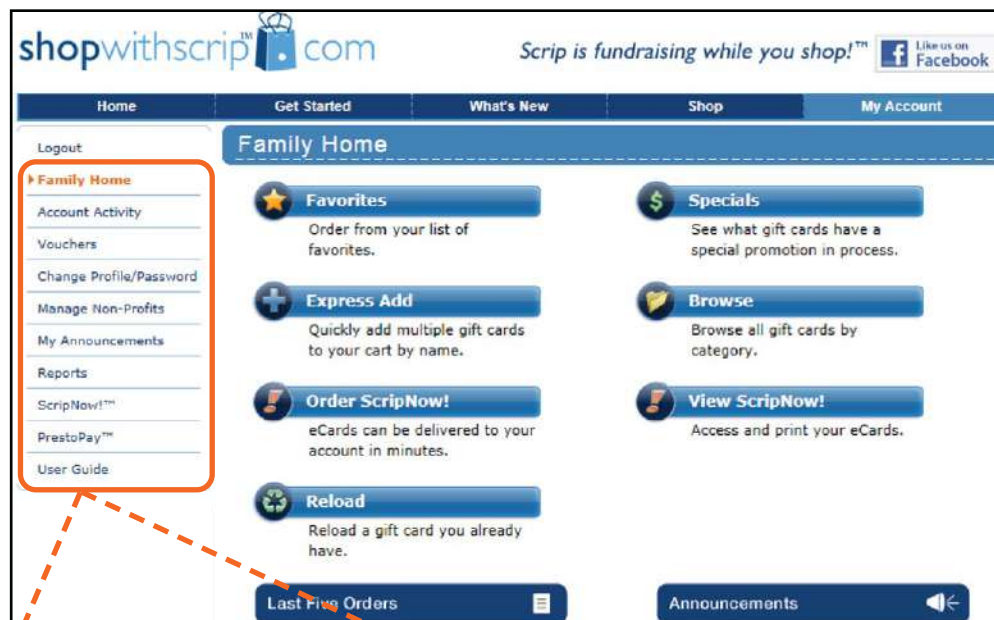 shopwithscrip™ com
Scrip is fundraising while you shop!™
Like us on
Facebook
Home Get Started What's New Shop My Account
Logout
Family Home
Account Activity
Vouchers
Change Profile/Password
Manage Non-Profits
My Announcements
Reports
ScripNow!™
PrestoPay™
User Guide
Family Home
Favorites
Order from your list of
favorites.
Specials
See what gift cards have a
special promotion in process.
Express Add
Quickly add multiple gift cards
to your cart by name.
Browse
Browse all gift cards by
category.
Order ScripNow!
eCards can be delivered to your
account in minutes.
View ScripNow!
Access and print your eCards.
Reload
Reload a gift card you already
have.
Last Five Orders
Announcements